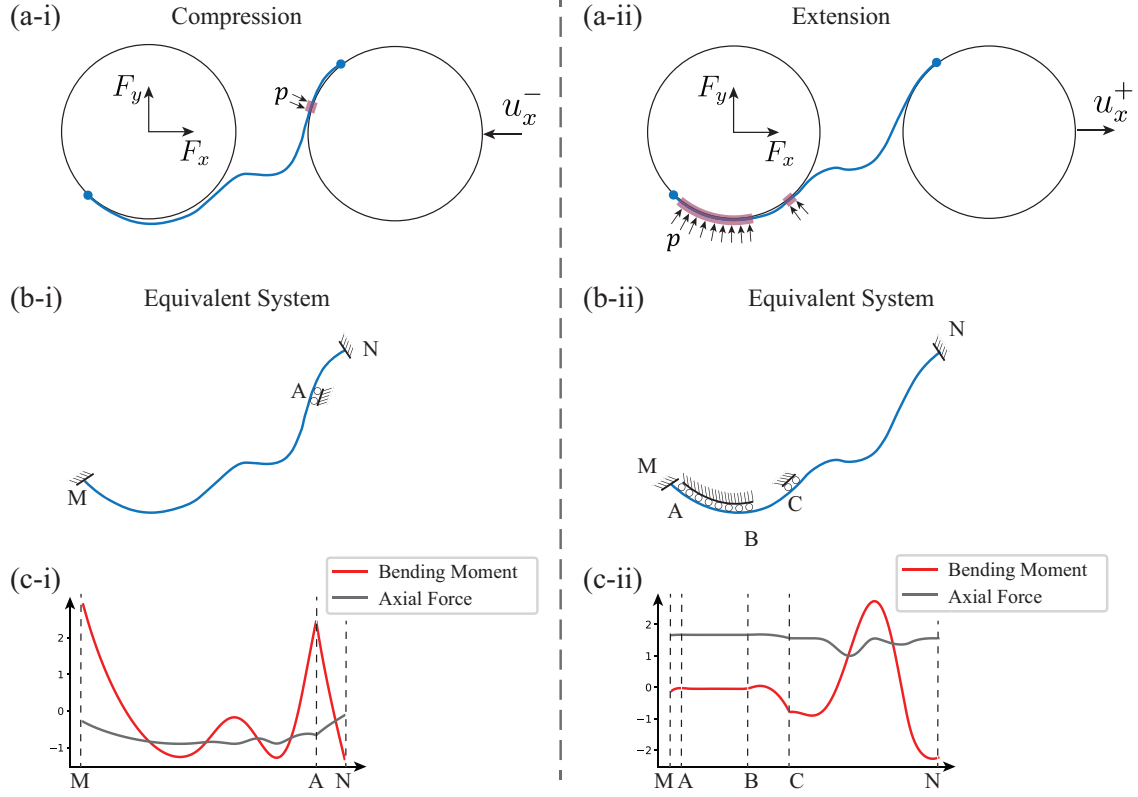 (a-i) Compression
F_y
F_x
p
u_x^-
(a-ii) Extension
F_y
F_x
p
u_x^+
(b-i) Equivalent System
N
A
M
(b-ii) Equivalent System
N
M
A
B
C
(c-i)
Bending Moment
Axial Force
2
1
0
−1
M A N
(c-ii)
Bending Moment
Axial Force
2
1
0
−1
−2
M A B C N